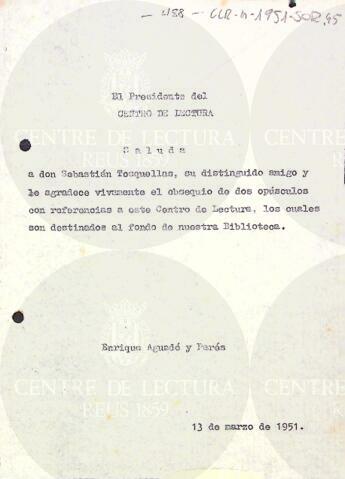 - 458 - CLR-h-1951-SOR, 45
El Presidente del
CENTRO DE LECTURA
S a l u d a
a don Sebastián Tosquellas, su distinguido amigo y
le agradece vivamente el obsequio de dos opúsculos
con referencias a este Centro de Lectura, los cuales
son destinados al fondo de nuestra Biblioteca.
Enrique Aguadé y Parés
13 de marzo de 1951.
CENTRE DE LECTURA
REUS 1859
CENTRE DE LECTURA
REUS 1859